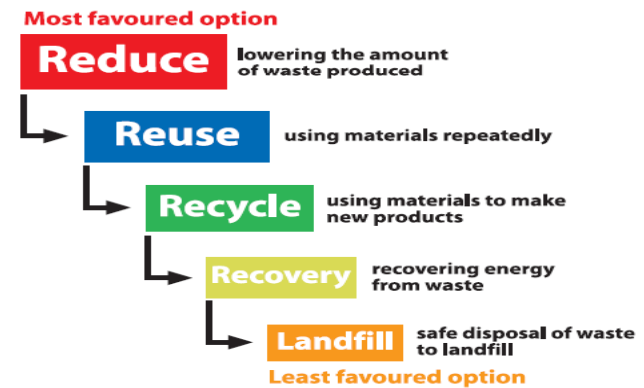 Most favoured option
Reduce
lowering the amount
of waste produced
Reuse
using materials repeatedly
Recycle
using materials to make
new products
Recovery
recovering energy
from waste
Landfill
safe disposal of waste
to landfill
Least favoured option